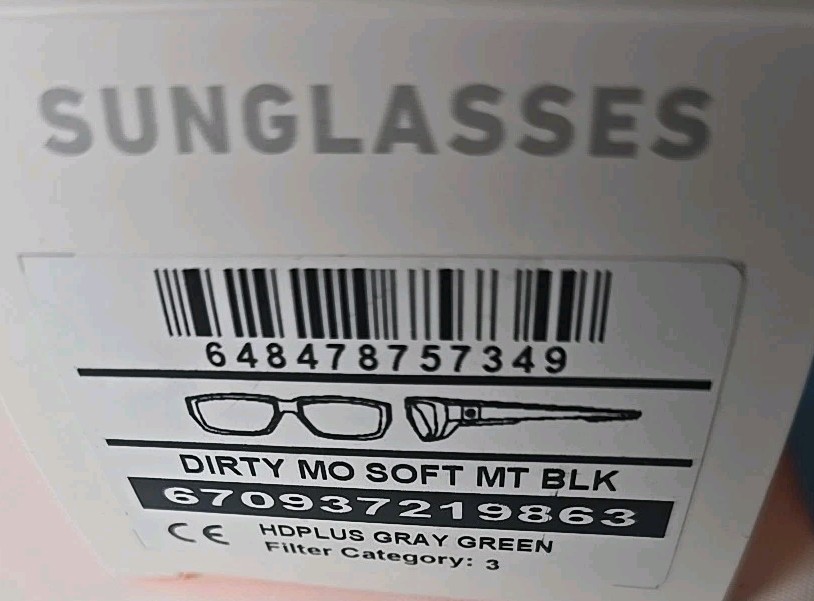 SUNGLASSES
648478757349
DIRTY MO SOFT MT BLK
670937219863
CE HDPLUS GRAY GREEN
Filter Category: 3